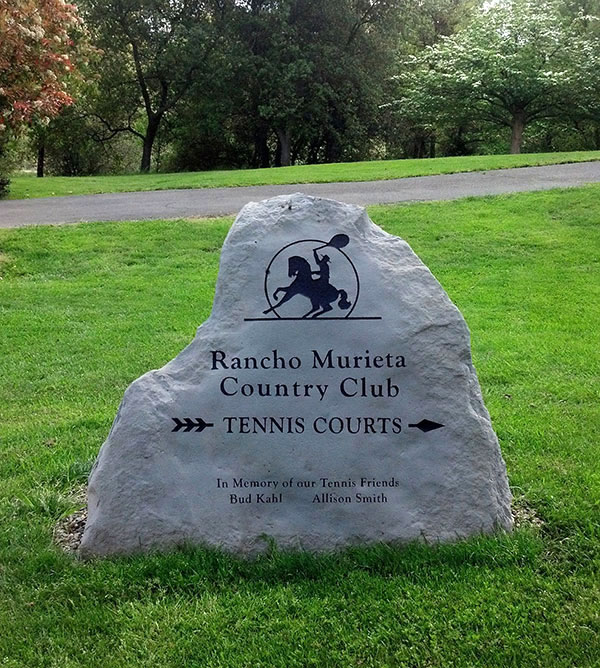 Rancho Murieta
Country Club
TENNIS COURTS
In Memory of our Tennis Friends
Bud Kahl Allison Smith